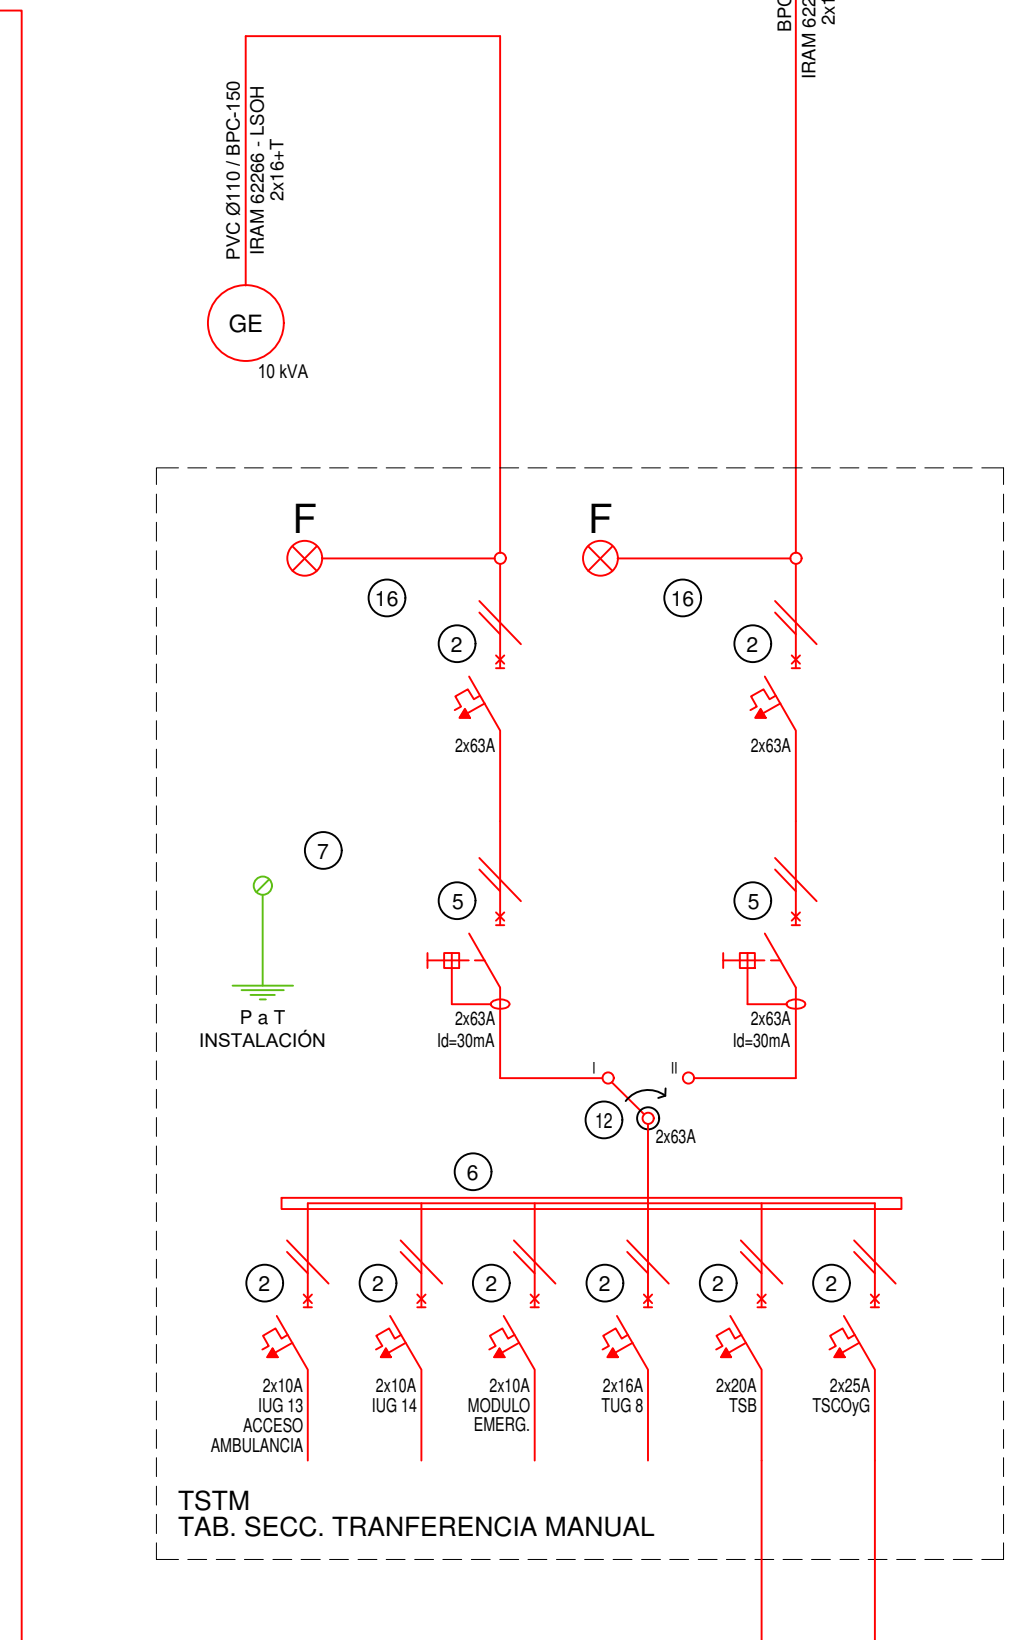 BPC
IRAM 622
2x1
PVC Ø110 / BPC-150
IRAM 62266 - LSOH
2x16+T
GE
10 kVA
F
F
16
16
2
2
2x63A
2x63A
7
5
5
P a T
INSTALACIÓN
2x63A
Id=30mA
2x63A
Id=30mA
I
II
12
2x63A
6
2
2
2
2
2
2
2x10A
IUG 13
ACCESO
AMBULANCIA
2x10A
IUG 14
2x10A
MODULO
EMERG.
2x16A
TUG 8
2x20A
TSB
2x25A
TSCOyG
TSTM
TAB. SECC. TRANFERENCIA MANUAL